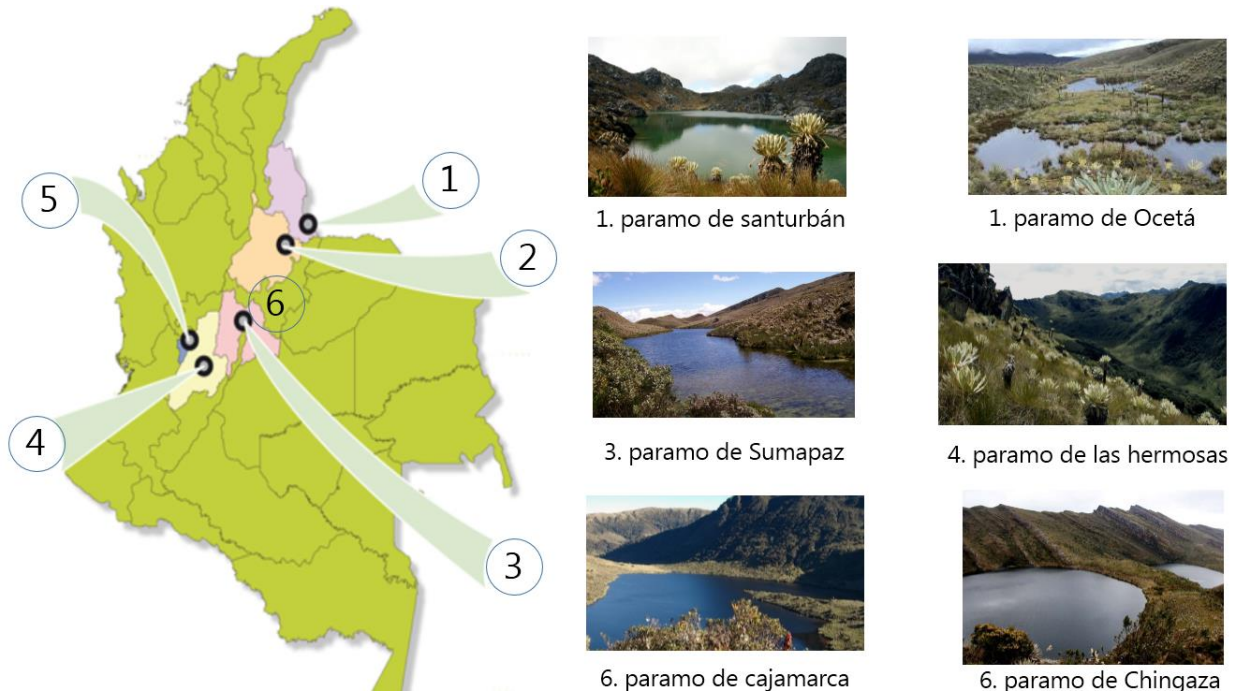 1
5
2
6
4
3
1. paramo de santurbán
1. paramo de Ocetá
3. paramo de Sumapaz
4. paramo de las hermosas
6. paramo de cajamarca
6. paramo de Chingaza